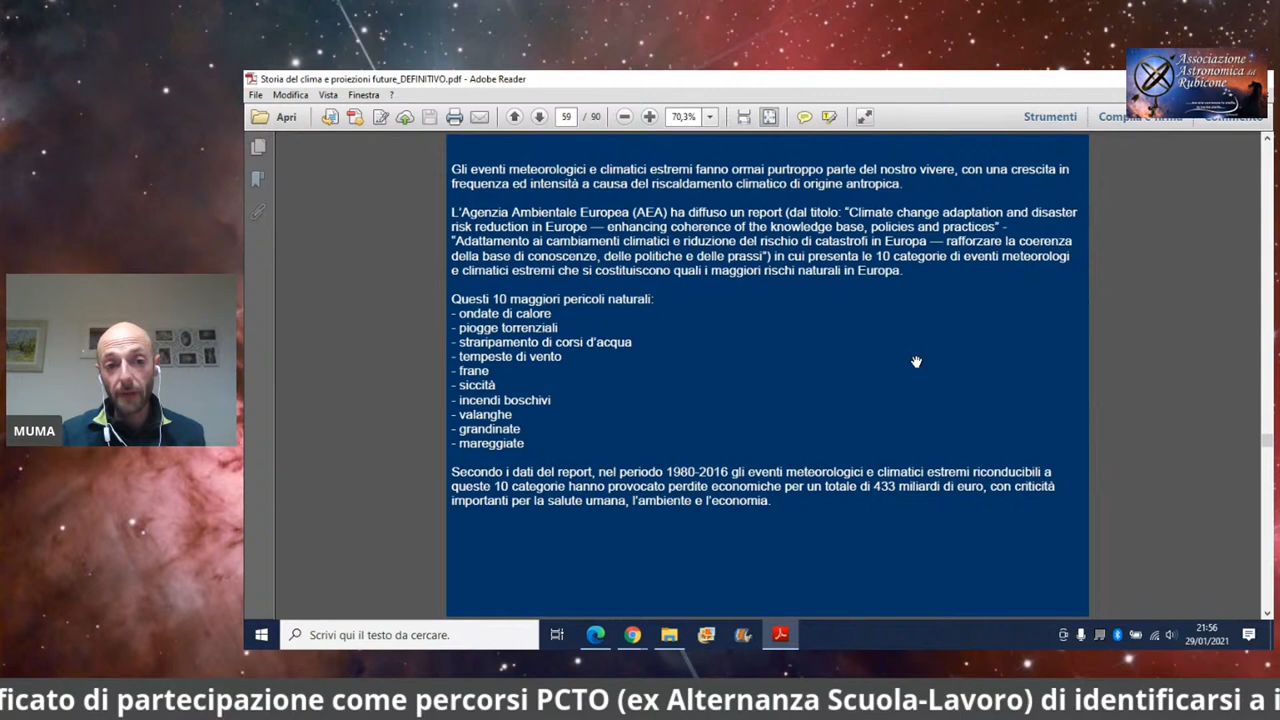 Associazione
Astronomica del
Rubicone
Storia del clima e proiezioni future_DEFINITIVO.pdf - Adobe Reader
File Modifica Vista Finestra ?
Apri 59 / 90 70,3% Strumenti
Gli eventi meteorologici e climatici estremi fanno ormai purtroppo parte del nostro vivere, con una crescita in
frequenza ed intensità a causa del riscaldamento climatico di origine antropica.
L'Agenzia Ambientale Europea (AEA) ha diffuso un report (dal titolo: “Climate change adaptation and disaster
risk reduction in Europe — enhancing coherence of the knowledge base, policies and practices” -
“Adattamento ai cambiamenti climatici e riduzione del rischio di catastrofi in Europa — rafforzare la coerenza
della base di conoscenze, delle politiche e delle prassi”) in cui presenta le 10 categorie di eventi meteorologi
e climatici estremi che si costituiscono quali i maggiori rischi naturali in Europa.
Questi 10 maggiori pericoli naturali:
- ondate di calore
- piogge torrenziali
- straripamento di corsi d'acqua
- tempeste di vento
- frane
- siccità
- incendi boschivi
- valanghe
- grandinate
- mareggiate
Secondo i dati del report, nel periodo 1980-2016 gli eventi meteorologici e climatici estremi riconducibili a
queste 10 categorie hanno provocato perdite economiche per un totale di 433 miliardi di euro, con criticità
importanti per la salute umana, l'ambiente e l'economia.
MUMA
Scrivi qui il testo da cercare.
21:56
29/01/2021
ficato di partecipazione come percorsi PCTO (ex Alternanza Scuola-Lavoro) di identificarsi a i